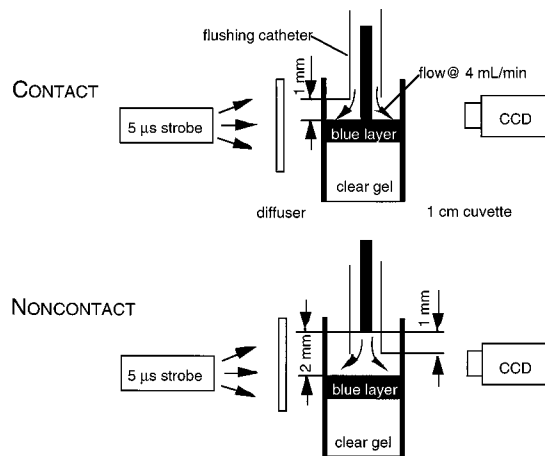 flushing catheter
1 mm
flow@ 4 mL/min
CONTACT
5 µs strobe
blue layer
CCD
clear gel
diffuser
1 cm cuvette
NONCONTACT
2 mm
1 mm
5 µs strobe
blue layer
CCD
clear gel